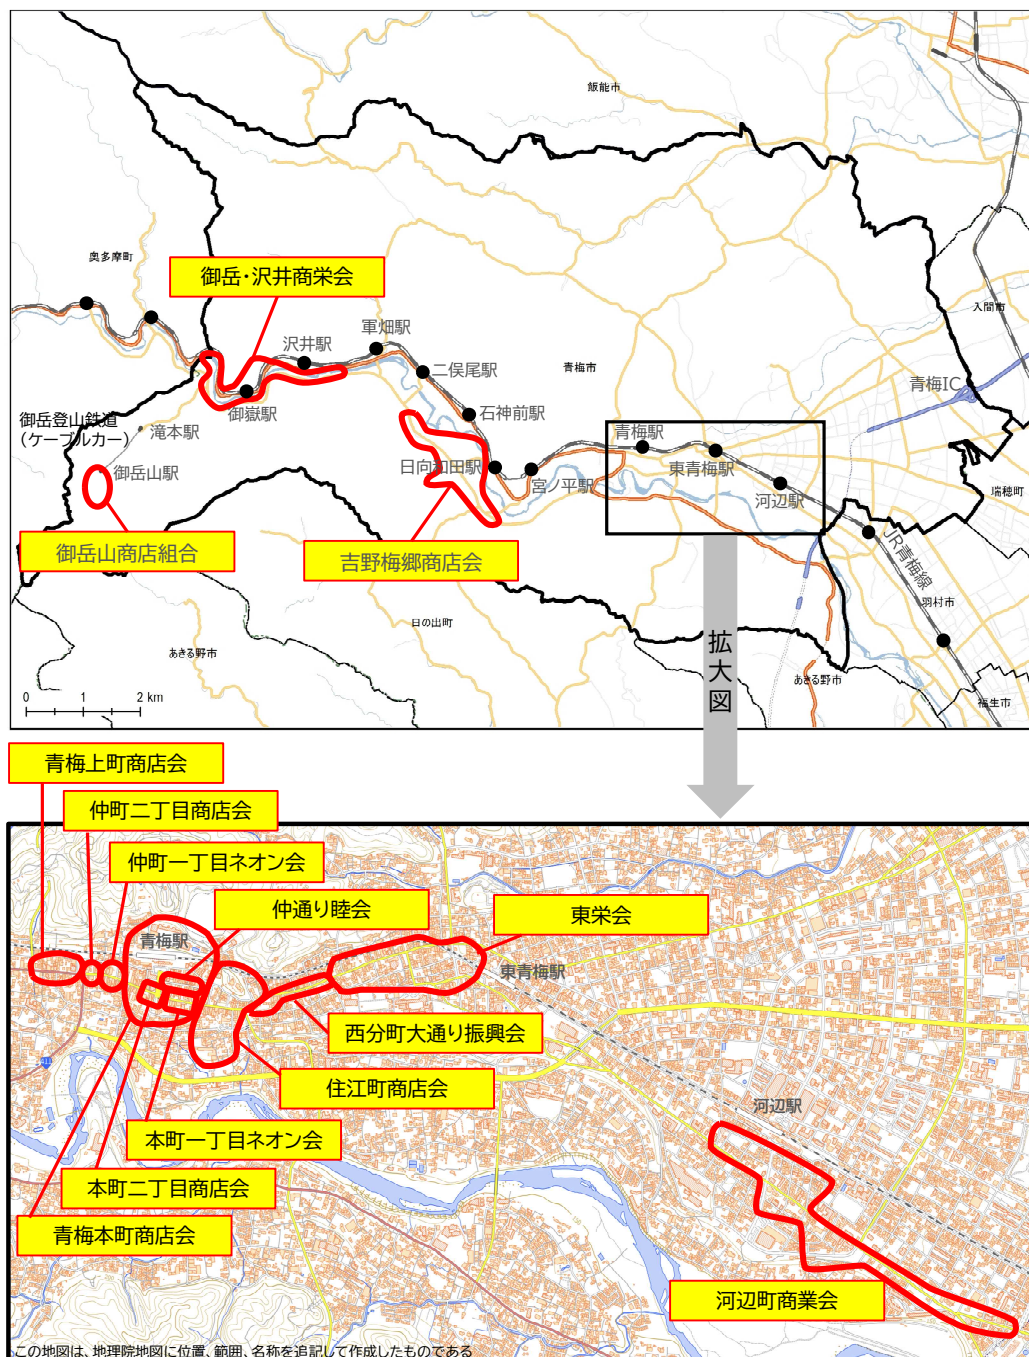 飯能市
奥多摩町
御岳・沢井商栄会
入間市
軍畑駅
沢井駅
二俣尾駅
青梅市
青梅IC
御嶽駅
石神前駅
御岳登山鉄道
（ケーブルカー）
滝本駅
青梅駅
東青梅駅
御岳山駅
日向和田駅
宮ノ平駅
河辺駅
瑞穂町
御岳山商店組合
吉野梅郷商店会
JR青梅線
羽村市
日の出町
あきる野市
あきる野市
福生市
0 1 2 km
拡大図
青梅上町商店会
仲町二丁目商店会
仲町一丁目ネオン会
仲通り睦会
東栄会
青梅駅
東青梅駅
西分町大通り振興会
住江町商店会
河辺駅
本町一丁目ネオン会
本町二丁目商店会
青梅本町商店会
河辺町商業会
この地図は、地理院地図に位置、範囲、名称を追記して作成したものである